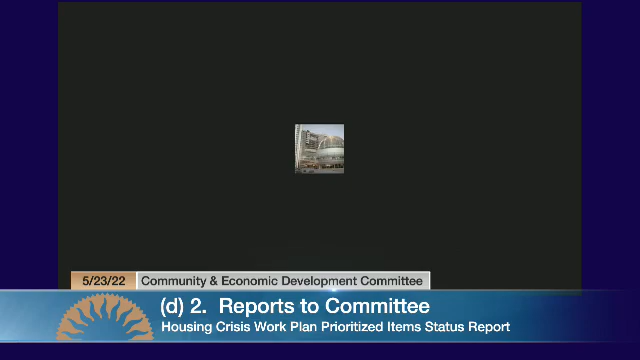 5/23/22 Community & Economic Development Committee
(d) 2. Reports to Committee
Housing Crisis Work Plan Prioritized Items Status Report